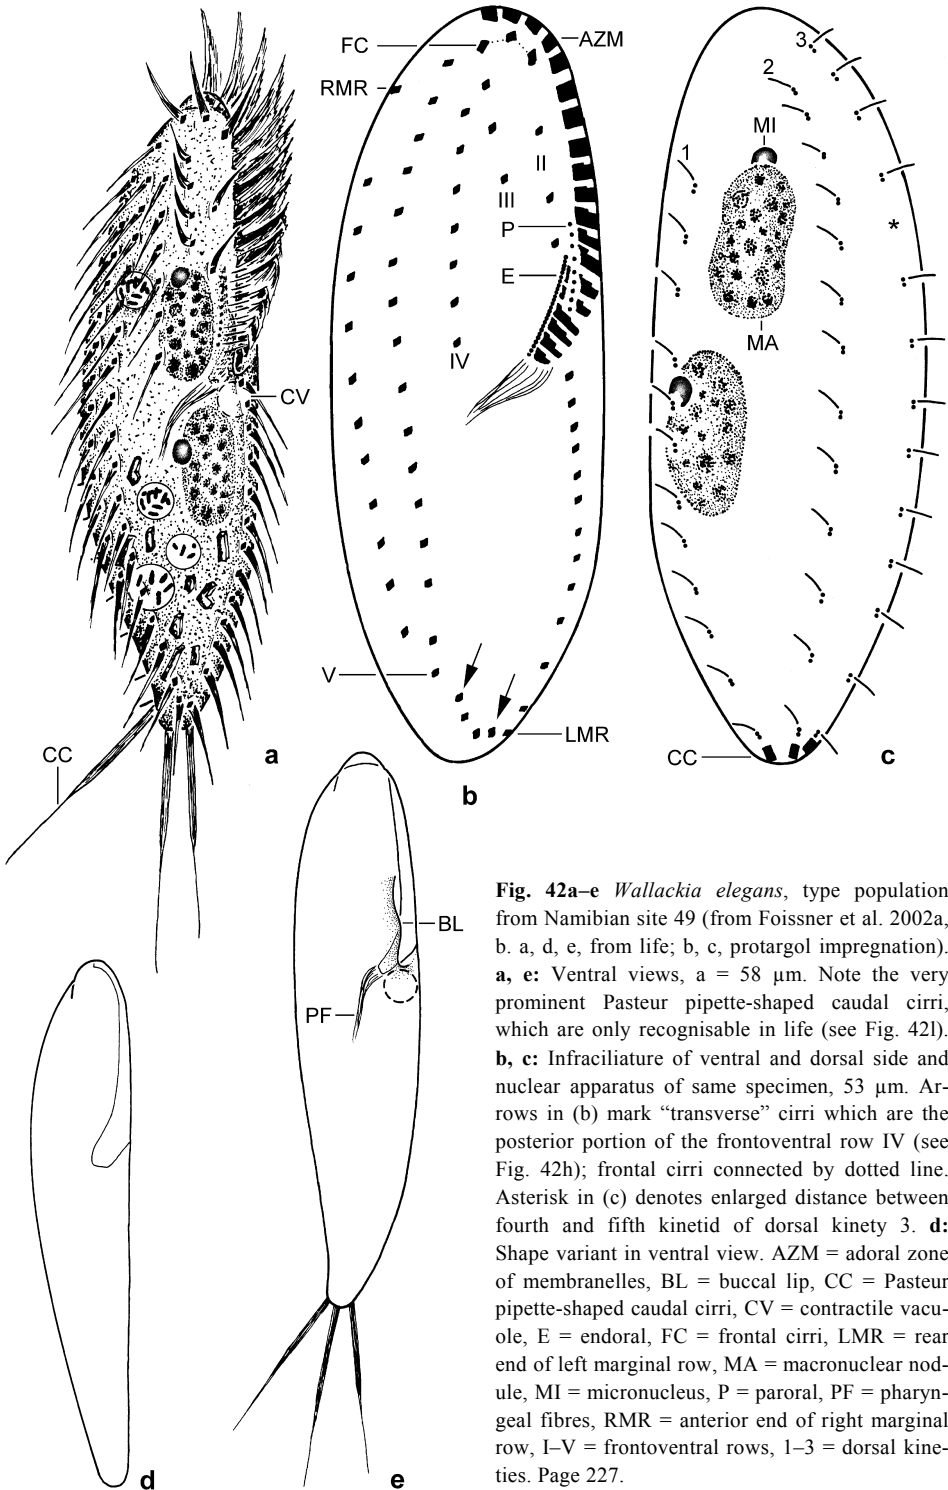 FC
AZM
RMR
II
III
P
E
IV
V
LMR
b
CV
CC
a
3
2
MI
1
*
MA
CC
c
BL
PF
d
e
Fig. 42a–e Wallackia elegans, type population
from Namibian site 49 (from Foissner et al. 2002a,
b. a, d, e, from life; b, c, protargol impregnation).
a, e: Ventral views, a = 58 µm. Note the very
prominent Pasteur pipette-shaped caudal cirri,
which are only recognisable in life (see Fig. 42l).
b, c: Infraciliature of ventral and dorsal side and
nuclear apparatus of same specimen, 53 µm. Ar-
rows in (b) mark “transverse” cirri which are the
posterior portion of the frontoventral row IV (see
Fig. 42h); frontal cirri connected by dotted line.
Asterisk in (c) denotes enlarged distance between
fourth and fifth kinetid of dorsal kinety 3. d:
Shape variant in ventral view. AZM = adoral zone
of membranelles, BL = buccal lip, CC = Pasteur
pipette-shaped caudal cirri, CV = contractile vacu-
ole, E = endoral, FC = frontal cirri, LMR = rear
end of left marginal row, MA = macronuclear nod-
ule, MI = micronucleus, P = paroral, PF = pharyn-
geal fibres, RMR = anterior end of right marginal
row, I–V = frontoventral rows, 1–3 = dorsal kine-
ties. Page 227.